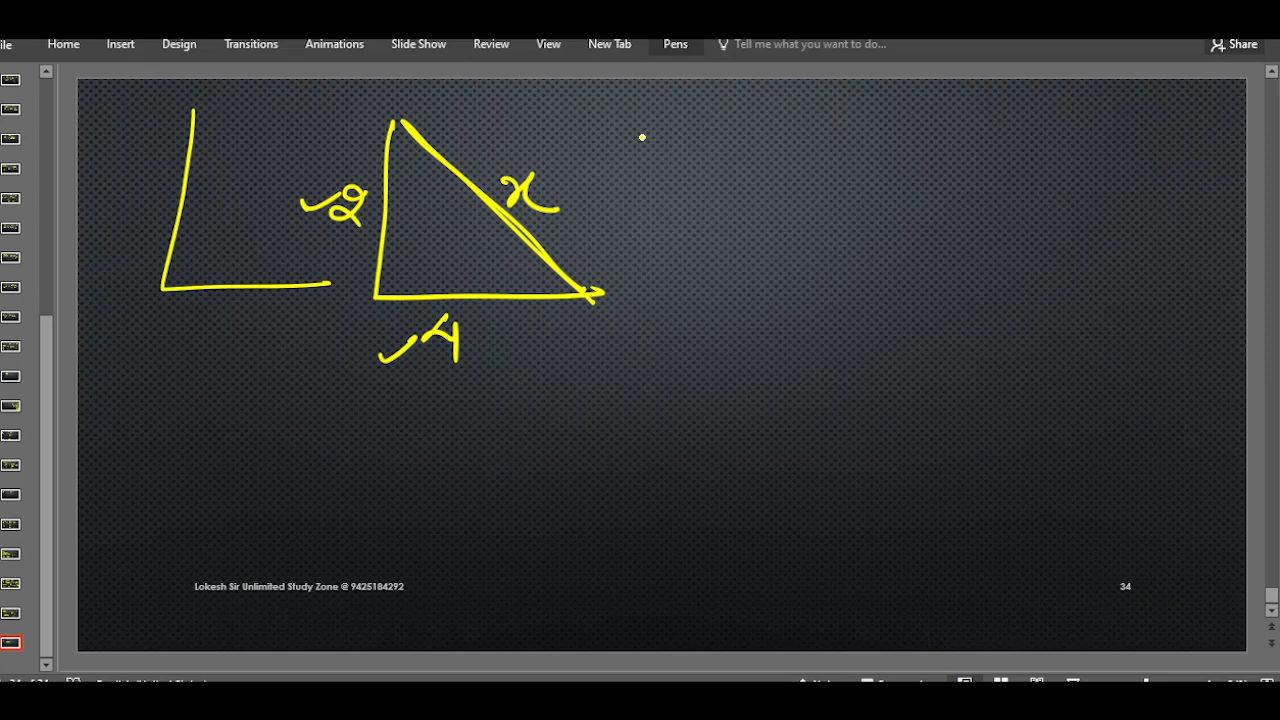 Home Insert Design Transitions Animations Slide Show Review View New Tab Pens Tell me what you want to do... Share
2
x
4
Lokesh Sir Unlimited Study Zone @ 9425184292
34